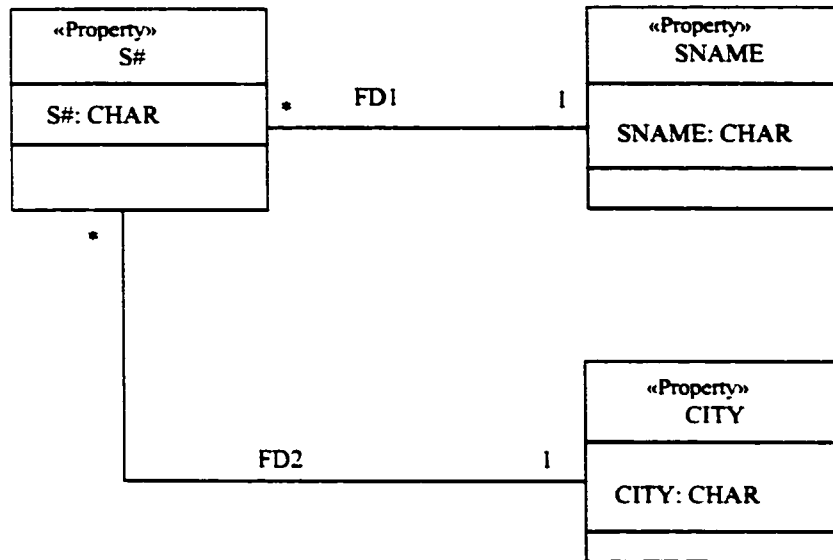 «Property»
S#
S#: CHAR
* FD1 1
«Property»
SNAME
SNAME: CHAR
*
FD2 1
«Property»
CITY
CITY: CHAR